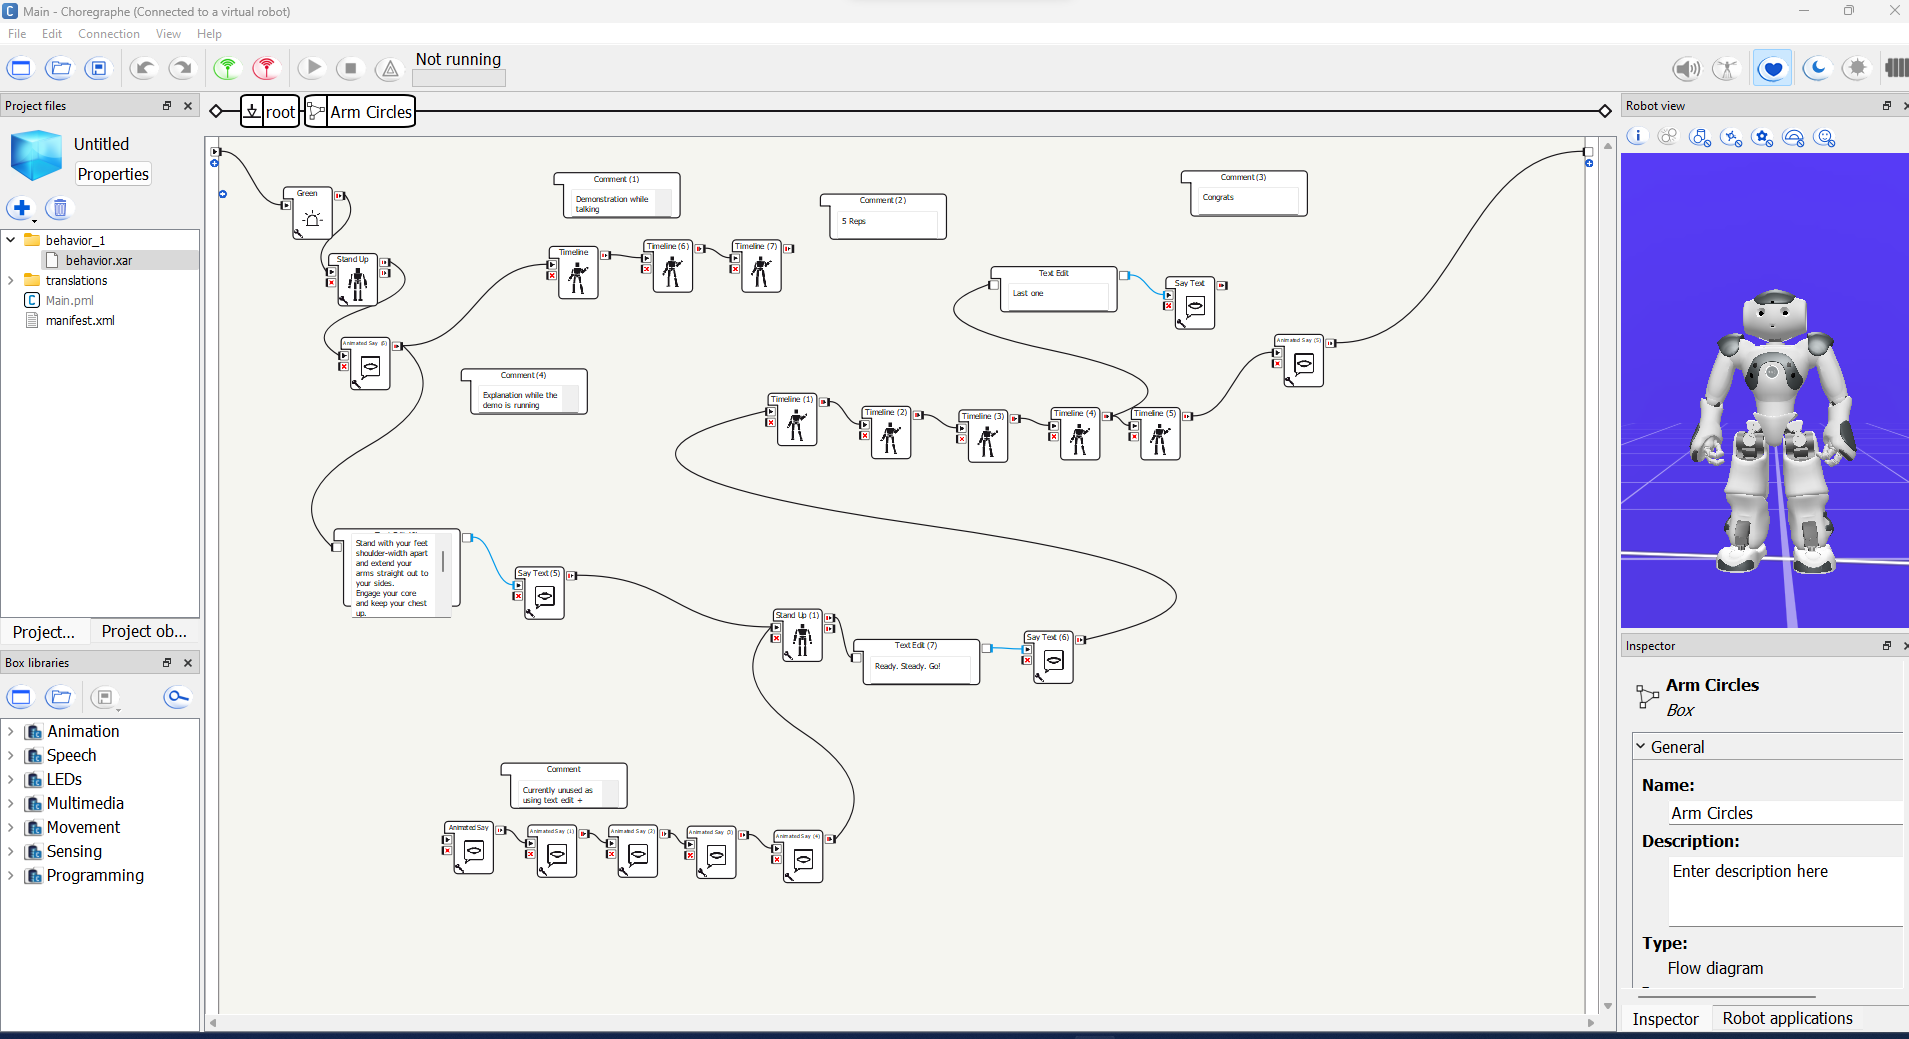 Main - Choregraphe (Connected to a virtual robot)
File Edit Connection View Help
Not running
Project files
root
Arm Circles
Robot view
Untitled
Properties
behavior_1
behavior.xar
translations
Main.pml
manifest.xml
Project...
Project ob...
Box libraries
Animation
Speech
LEDs
Multimedia
Movement
Sensing
Programming
Green
Stand Up
Animated Say (6)
Comment (1)
Demonstration while
talking
Comment (2)
5 Reps
Comment (3)
Congrats
Timeline
Timeline (6)
Timeline (7)
Text Edit
Last one
Say Text
Animated Say (5)
Comment (4)
Explanation while the
demo is running
Timeline (1)
Timeline (2)
Timeline (3)
Timeline (4)
Timeline (5)
Stand with your feet
shoulder-width apart
and extend your
arms straight out to
your sides.
Engage your core
and keep your chest
up.
Say Text (5)
Stand Up (1)
Text Edit (7)
Ready. Steady. Go!
Say Text (6)
Comment
Currently unused as
using text edit +
Animated Say
Animated Say (1)
Animated Say (2)
Animated Say (3)
Animated Say (4)
Inspector
Arm Circles
Box
General
Name:
Arm Circles
Description:
Enter description here
Type:
Flow diagram
Inspector
Robot applications